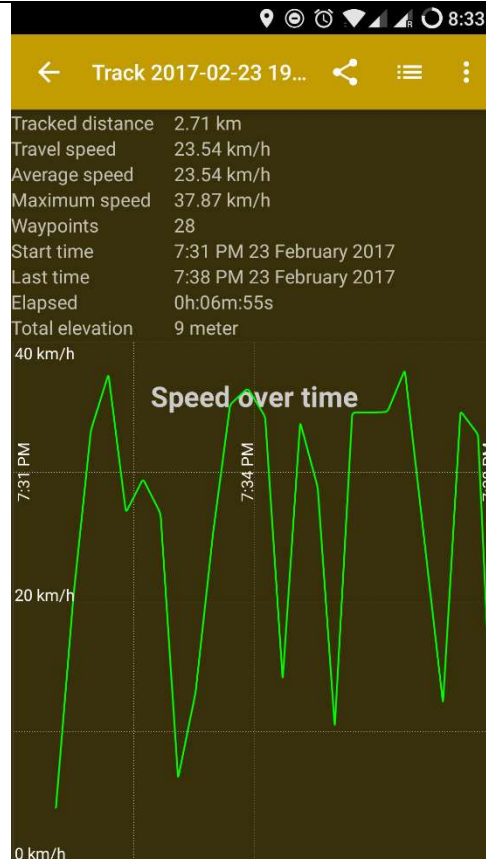 8:33
Track 2017-02-23 19...
Tracked distance 2.71 km
Travel speed 23.54 km/h
Average speed 23.54 km/h
Maximum speed 37.87 km/h
Waypoints 28
Start time 7:31 PM 23 February 2017
Last time 7:38 PM 23 February 2017
Elapsed 0h:06m:55s
Total elevation 9 meter
40 km/h
Speed over time
7:31 PM
7:34 PM
20 km/h
0 km/h